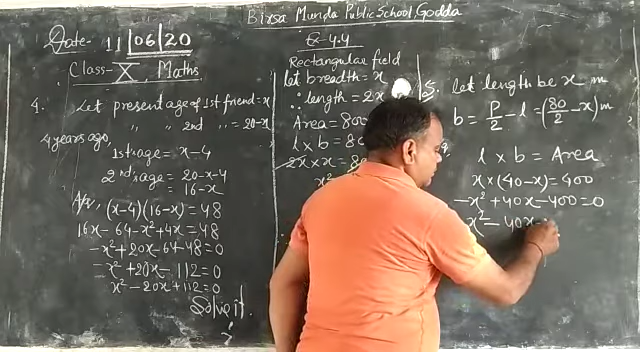 Birsa Munda Public School, Godda
Date- 11/06/20
Class-X, Maths
4. Let present age of 1st friend = x
" " " 2nd " = 20-x
4 years ago,
1st's age = x-4
2nd's age = 20-x-4
= 16-x
A/q, (x-4)(16-x)=48
16x-64-x²+4x=48
-x²+20x-64-48=0
-x²+20x-112=0
x²-20x+112=0
Solve it.
Ex-4.4
Rectangular field
let breadth = x
∴ length = 2x
Area = 800
l x b = 80
2x x x = 80
x²
5. let length be x m
b = P/2 - l = (80/2 - x) m
l x b = Area
x x (40-x) = 400
-x²+40x-400=0
x²-40x